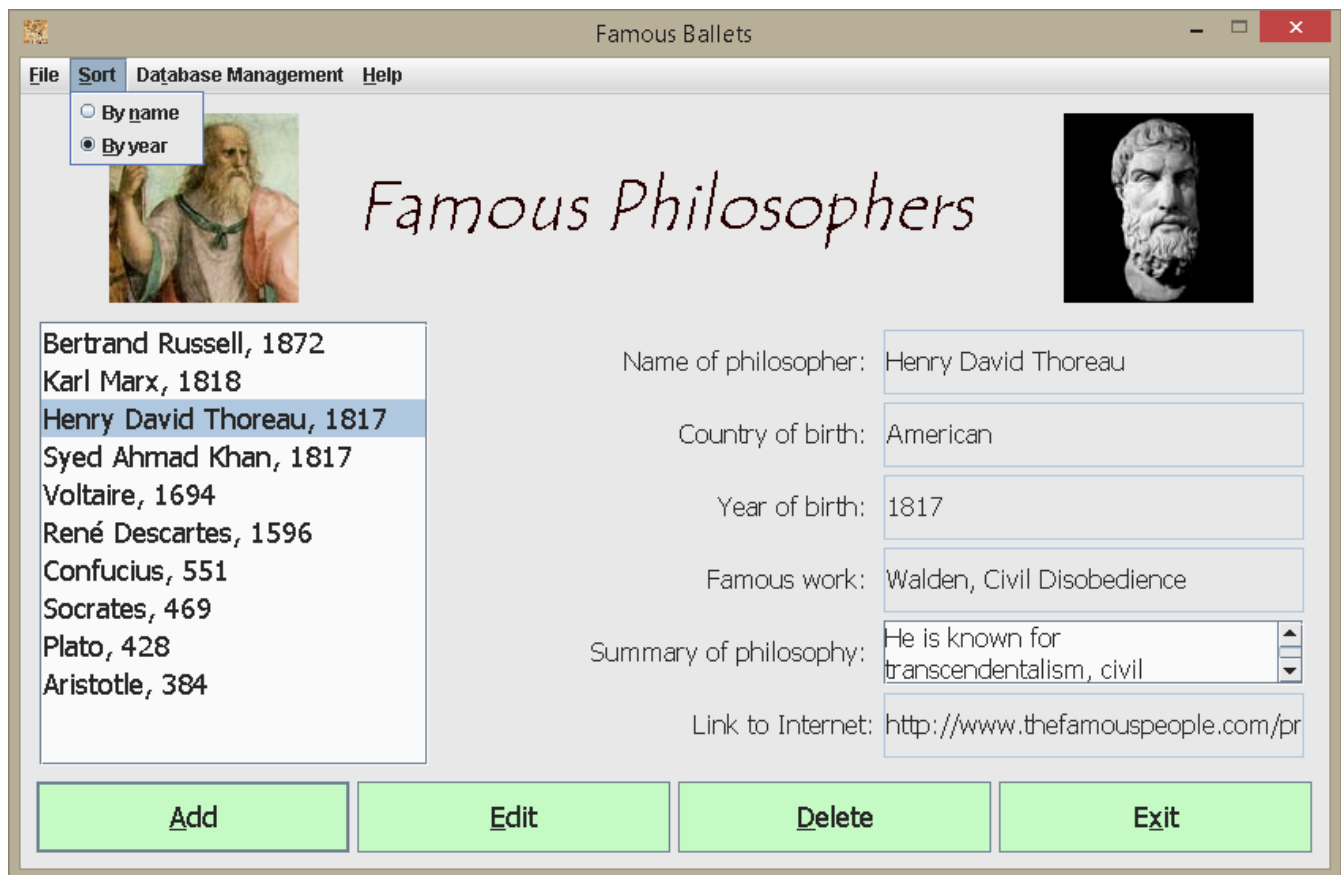 Famous Ballets
File Sort Database Management Help
By name
By year
Famous Philosophers
Bertrand Russell, 1872
Karl Marx, 1818
Henry David Thoreau, 1817
Syed Ahmad Khan, 1817
Voltaire, 1694
René Descartes, 1596
Confucius, 551
Socrates, 469
Plato, 428
Aristotle, 384
Name of philosopher: Henry David Thoreau
Country of birth: American
Year of birth: 1817
Famous work: Walden, Civil Disobedience
Summary of philosophy: He is known for
transcendentalism, civil
Link to Internet: http://www.thefamouspeople.com/pr
Add Edit Delete Exit